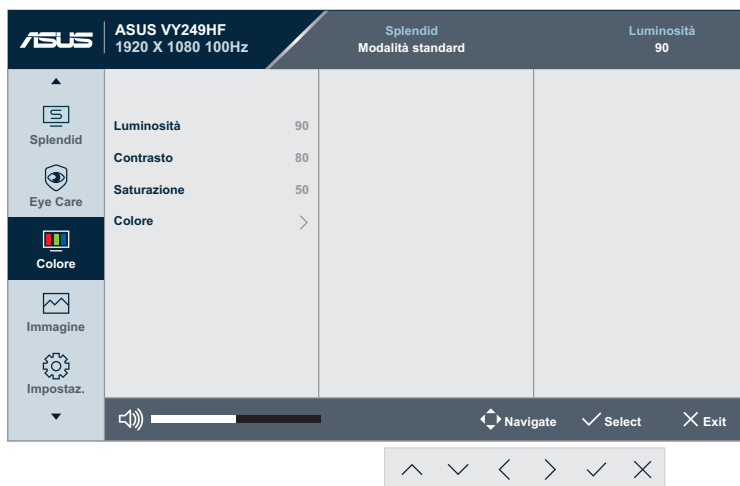 ASUS
ASUS VY249HF
1920 X 1080 100Hz
Splendid
Modalità standard
Luminosità
90
Splendid
Eye Care
Colore
Immagine
Impostaz.
Luminosità 90
Contrasto 80
Saturazione 50
Colore
Navigate Select Exit